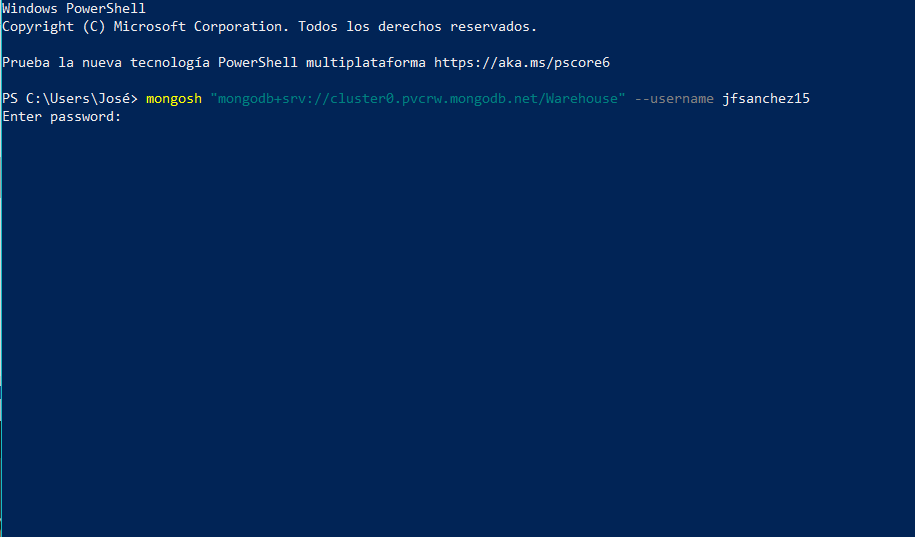 Windows PowerShell
Copyright (C) Microsoft Corporation. Todos los derechos reservados.
Prueba la nueva tecnología PowerShell multiplataforma https://aka.ms/pscore6
PS C:\Users\José> mongosh "mongodb+srv://cluster0.pvcrw.mongodb.net/Warehouse" --username jfsanchez15
Enter password: